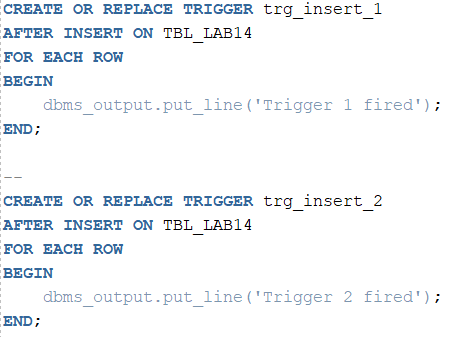 CREATE OR REPLACE TRIGGER trg_insert_1
AFTER INSERT ON TBL_LAB14
FOR EACH ROW
BEGIN
    dbms_output.put_line('Trigger 1 fired');
END;
--
CREATE OR REPLACE TRIGGER trg_insert_2
AFTER INSERT ON TBL_LAB14
FOR EACH ROW
BEGIN
    dbms_output.put_line('Trigger 2 fired');
END;